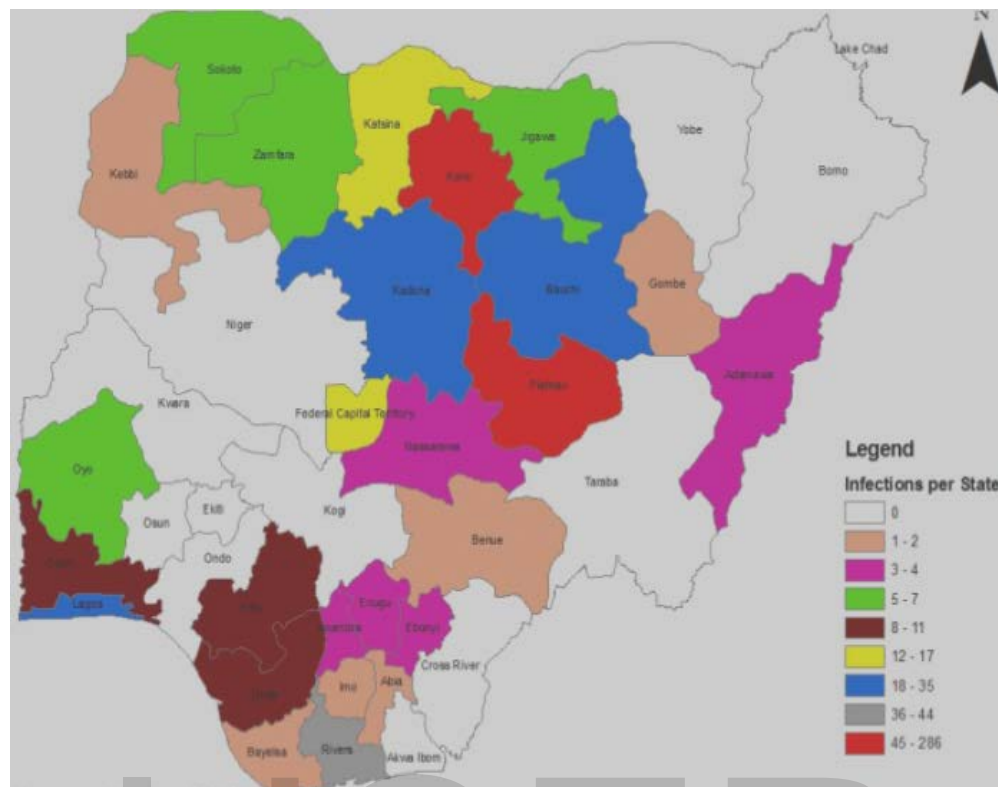 N
Lake Chad
Sokoto
Katsina
Yobe
Jigawa
Zamfara
Borno
Kebbi
Kano
Gombe
Kaduna
Bauchi
Niger
Adamawa
Plateau
Kwara
Federal Capital Territory
Nassarawa
Legend
Oyo
Infections per State
Taraba
Ekiti
Kogi
0
Osun
Benue
1 - 2
Ondo
3 - 4
5 - 7
Lagos
Enugu
8 - 11
Ebonyi
12 - 17
Cross River
Imo
Abia
18 - 35
36 - 44
Bayelsa
Rivers
Akwa Ibom
45 - 286